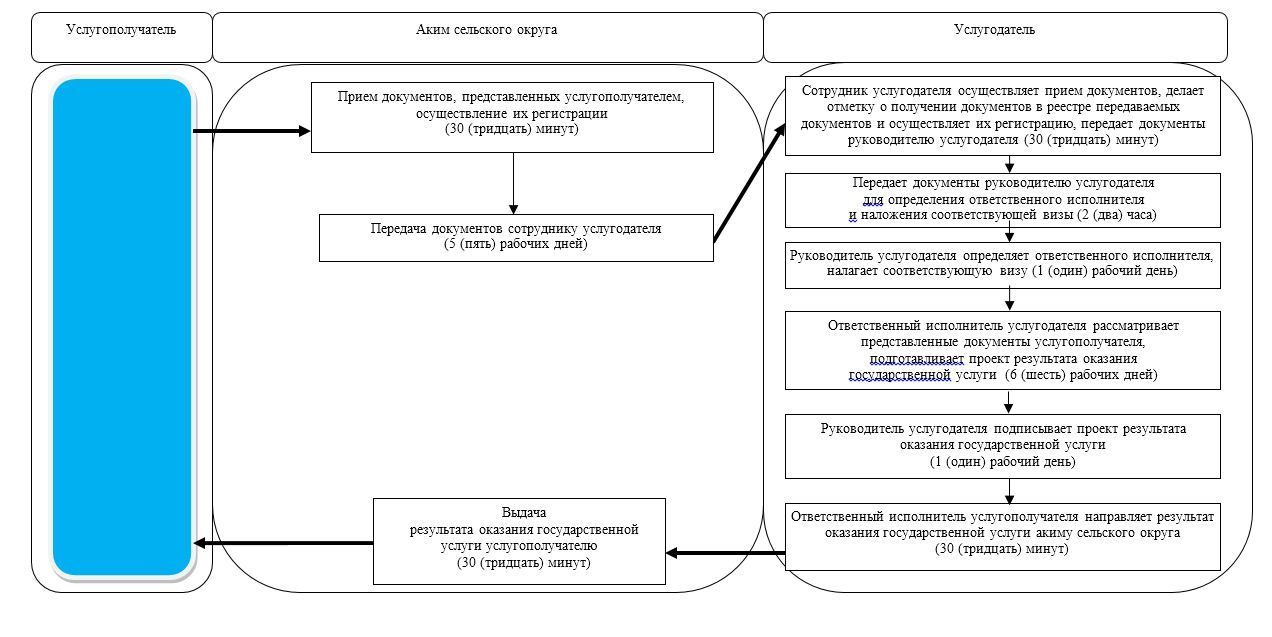 Услугополучатель
Аким сельского округа
Услугодатель
Прием документов, представленных услугополучателем,
осуществление их регистрации
(30 (тридцать) минут)
Передача документов сотруднику услугодателя
(5 (пять) рабочих дней)
Сотрудник услугодателя осуществляет прием документов, делает
отметку о получении документов в реестре передаваемых
документов и осуществляет их регистрацию, передает документы
руководителю услугодателя (30 (тридцать) минут)
Передает документы руководителю услугодателя
для определения ответственного исполнителя
и наложения соответствующей визы (2 (два) часа)
Руководитель услугодателя определяет ответственного исполнителя,
налагает соответствующую визу (1 (один) рабочий день)
Ответственный исполнитель услугодателя рассматривает
представленные документы услугополучателя,
подготавливает проект результата оказания
государственной услуги (6 (шесть) рабочих дней)
Руководитель услугодателя подписывает проект результата
оказания государственной услуги
(1 (один) рабочий день)
Ответственный исполнитель услугополучателя направляет результат
оказания государственной услуги акиму сельского округа
(30 (тридцать) минут)
Выдача
результата оказания государственной
услуги услугополучателю
(30 (тридцать) минут)